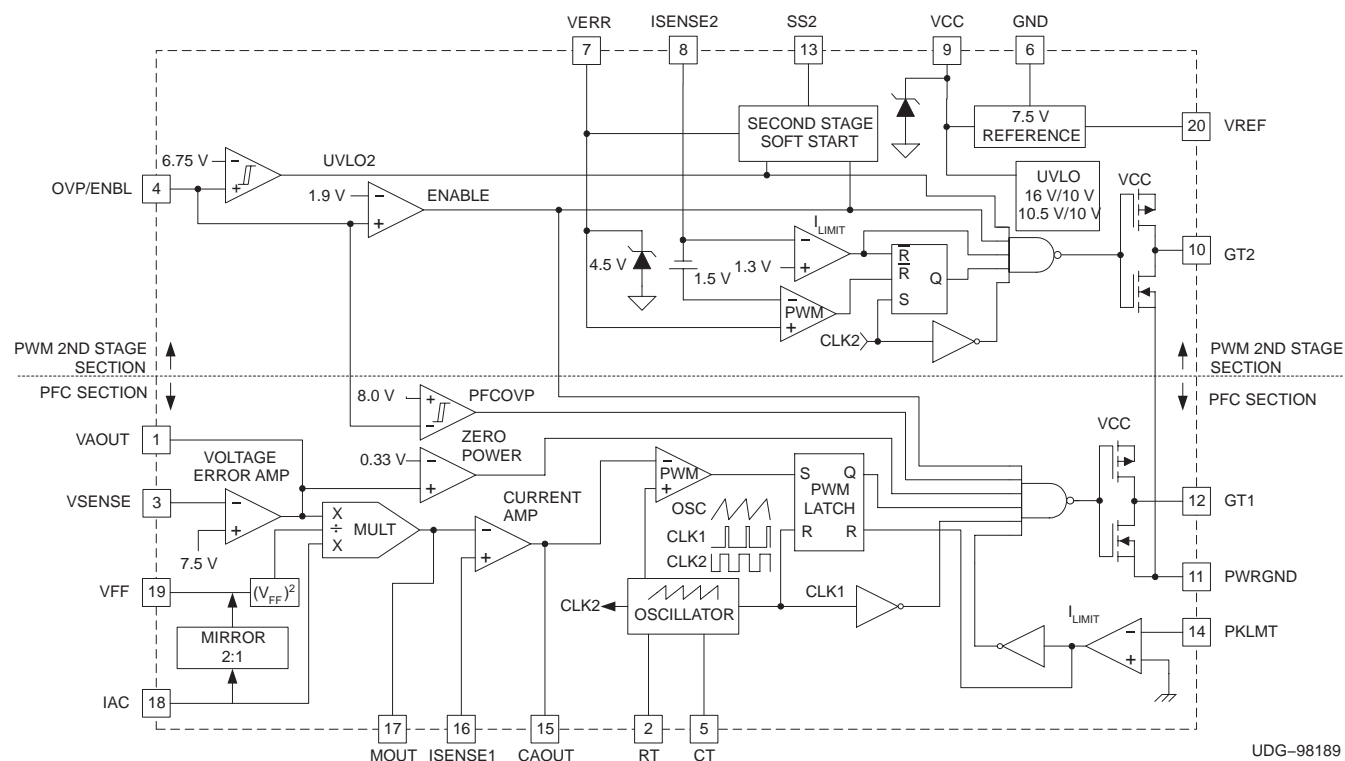 VERR
ISENSE2
SS2
VCC
GND
7
8
13
9
6
SECOND STAGE
SOFT START
7.5 V
REFERENCE
20
VREF
6.75 V
−
+
UVLO2
OVP/ENBL
4
1.9 V
−
+
ENABLE
UVLO
16 V/10 V
10.5 V/10 V
VCC
I LIMIT
−
+
1.3 V
4.5 V
1.5 V
R
R
Q
S
−
+
PWM
CLK2
10
GT2
PWM 2ND STAGE
SECTION
PWM 2ND STAGE
SECTION
PFC SECTION
PFC SECTION
8.0 V
+
−
PFCOVP
VAOUT
1
VOLTAGE
ERROR AMP
0.33 V
−
+
ZERO
POWER
VCC
VSENSE
3
−
+
7.5 V
X
÷
X
MULT
CURRENT
AMP
−
+
−
+
PWM
OSC
CLK1
CLK2
S
Q
PWM
LATCH
R
R
12
GT1
VFF
19
(VFF)2
CLK2
OSCILLATOR
CLK1
11
PWRGND
MIRROR
2:1
I LIMIT
−
+
14
PKLMT
IAC
18
17
16
15
2
5
MOUT
ISENSE1
CAOUT
RT
CT
UDG–98189